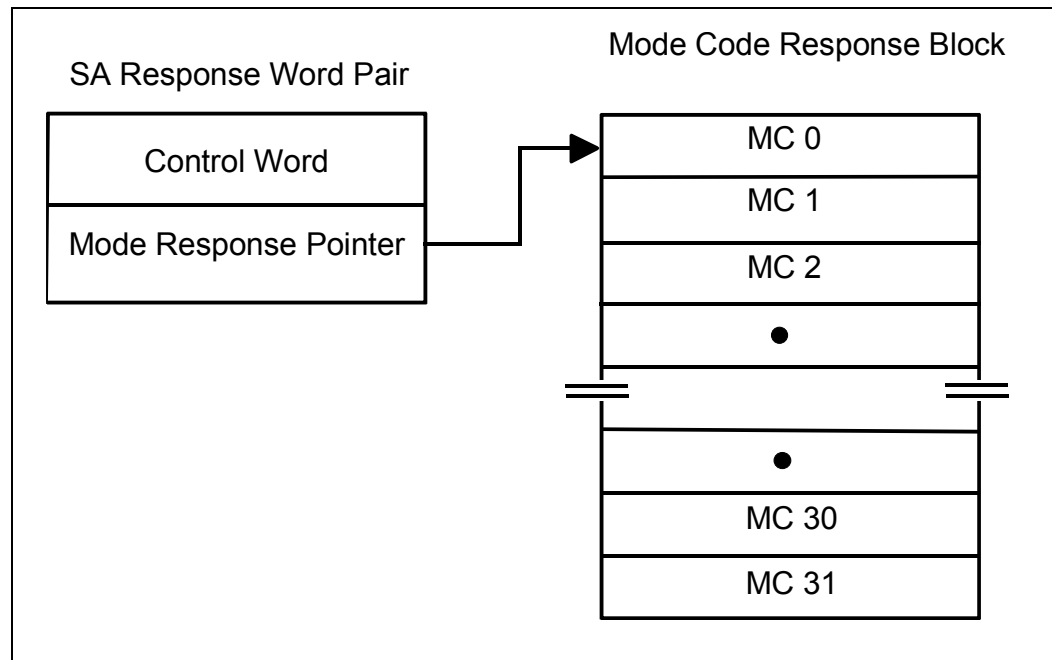 SA Response Word Pair
Control Word
Mode Response Pointer
Mode Code Response Block
MC 0
MC 1
MC 2
MC 30
MC 31